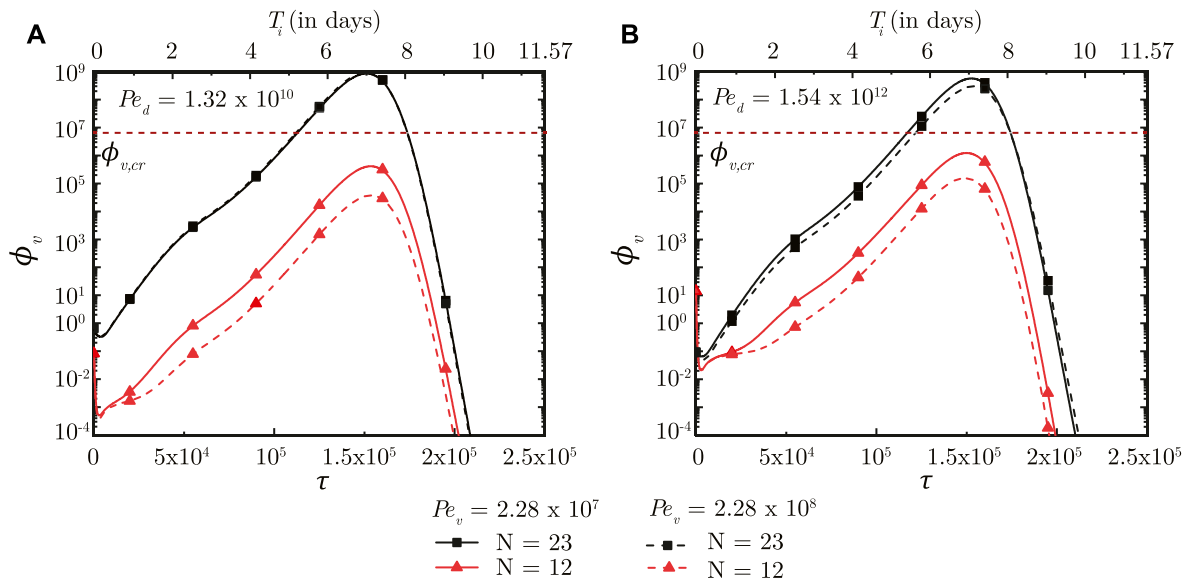 A
T_i (in days)
0 2 4 6 8 10 11.57
Pe_d = 1.32 x 10^10
ϕ_v,cr
ϕ_v
10^9
10^7
10^5
10^3
10^1
10^0
10^-2
10^-4
0 5x10^4 10^5 1.5x10^5 2x10^5 2.5x10^5
τ
B
T_i (in days)
0 2 4 6 8 10 11.57
Pe_d = 1.54 x 10^12
ϕ_v,cr
ϕ_v
10^9
10^7
10^5
10^3
10^1
10^0
10^-2
10^-4
0 5x10^4 10^5 1.5x10^5 2x10^5 2.5x10^5
τ
Pe_v = 2.28 x 10^7 Pe_v = 2.28 x 10^8
N = 23 N = 23
N = 12 N = 12